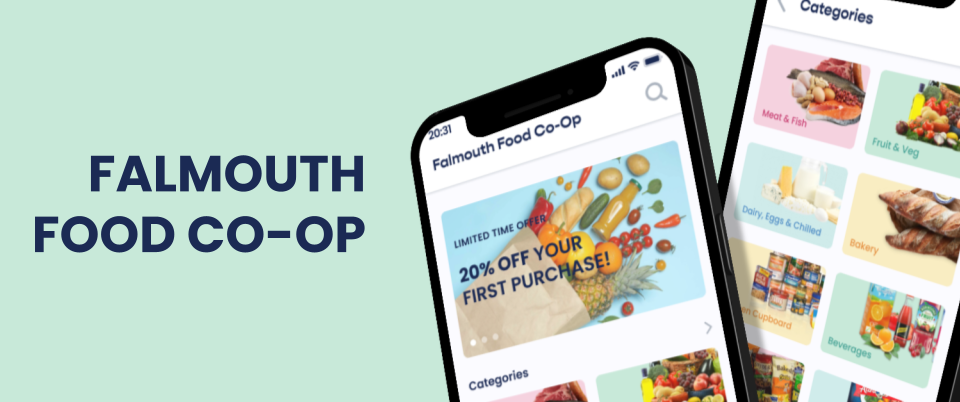 FALMOUTH
FOOD CO-OP
20:31
Falmouth Food Co-Op
LIMITED TIME OFFER
20% OFF YOUR
FIRST PURCHASE!
Categories
Categories
Meat & Fish
Fruit & Veg
Dairy, Eggs & Chilled
Bakery
Cupboard
Beverages